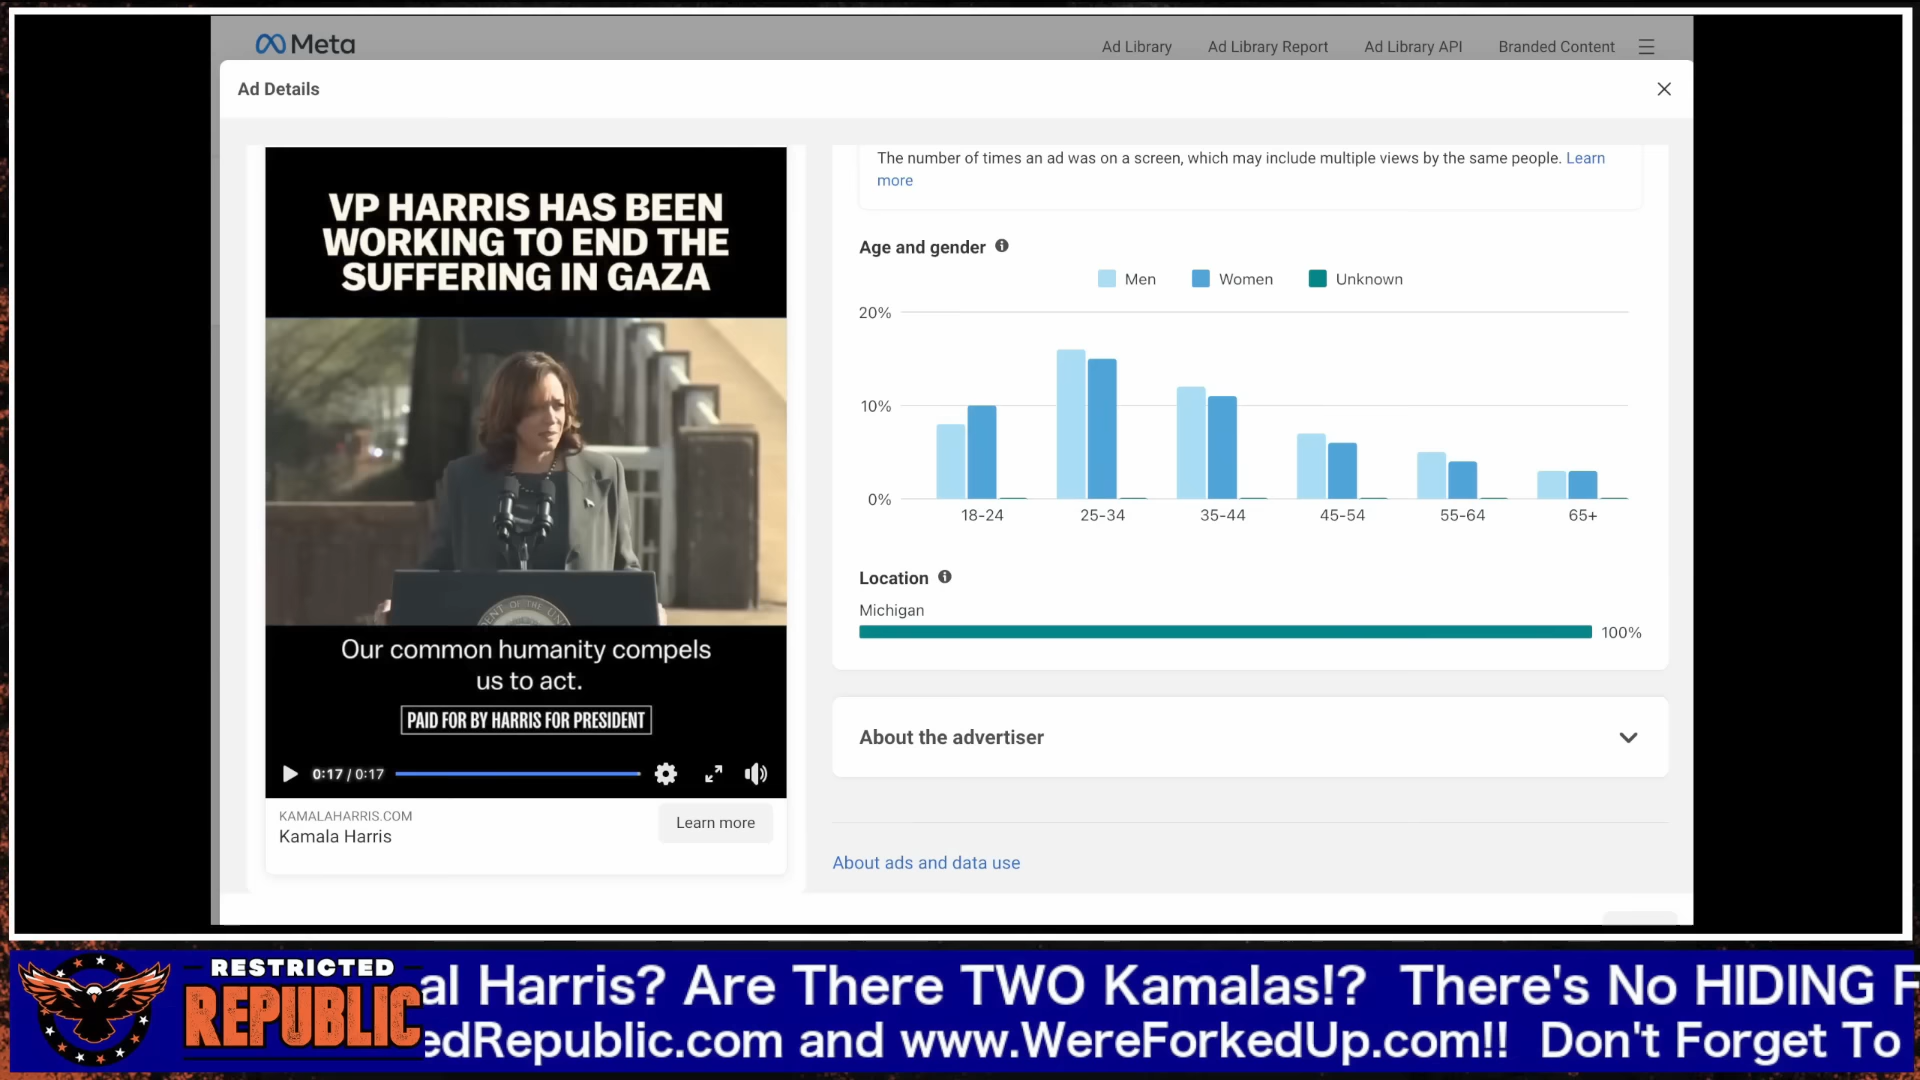 Meta
Ad Library
Ad Library Report
Ad Library API
Branded Content
Ad Details
VP HARRIS HAS BEEN
WORKING TO END THE
SUFFERING IN GAZA
Our common humanity compels
us to act.
PAID FOR BY HARRIS FOR PRESIDENT
0:17 / 0:17
KAMALAHARRIS.COM
Kamala Harris
Learn more
The number of times an ad was on a screen, which may include multiple views by the same people. Learn
more
Age and gender
Men
Women
Unknown
20%
10%
0%
18-24
25-34
35-44
45-54
55-64
65+
Location
Michigan
100%
About the advertiser
About ads and data use
RESTRICTED
REPUBLIC
al Harris? Are There TWO Kamalas!? There's No HIDING F
edRepublic.com and www.WereForkedUp.com!! Don't Forget To